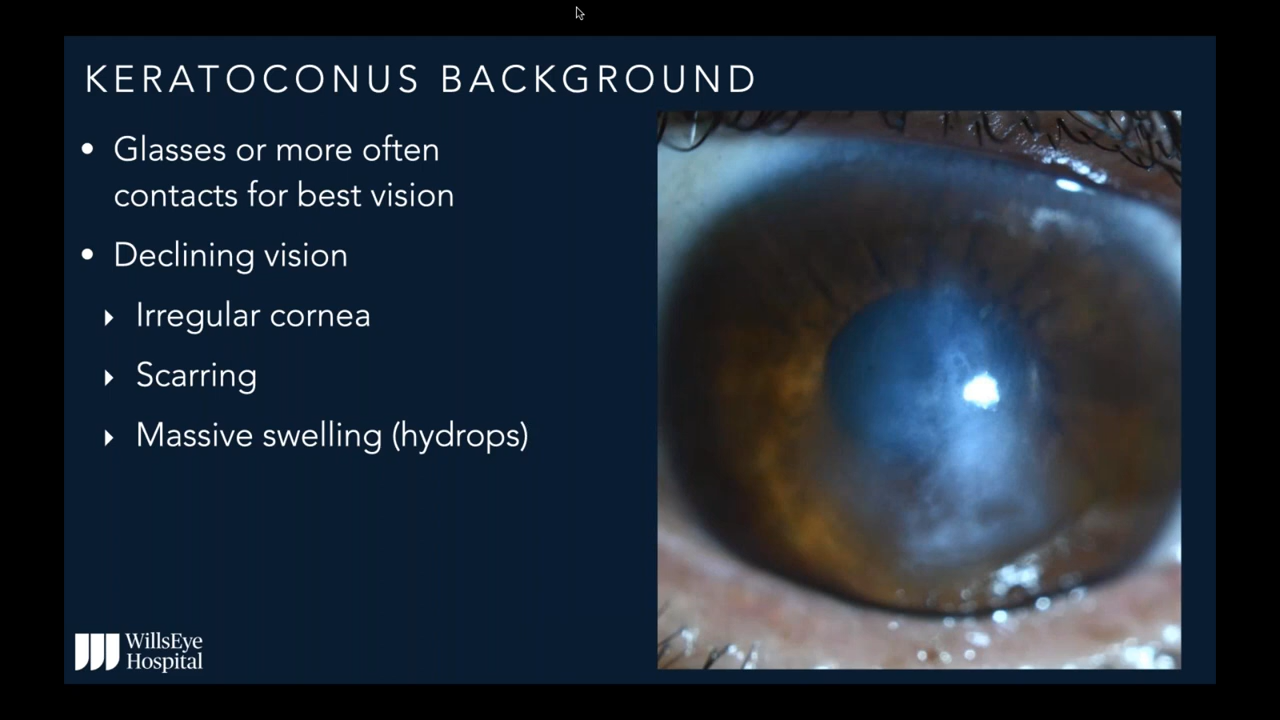 KERATOCONUS BACKGROUND
• Glasses or more often
contacts for best vision
• Declining vision
‣ Irregular cornea
‣ Scarring
‣ Massive swelling (hydrops)
WillsEye
Hospital